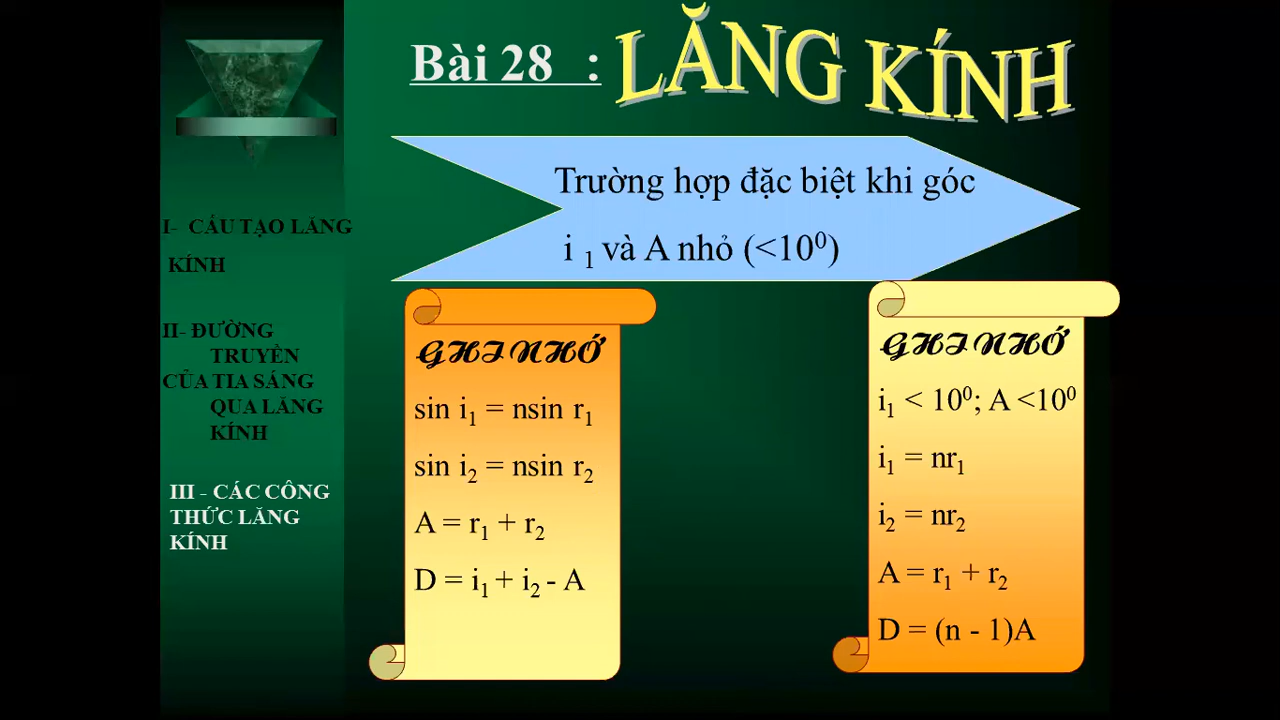 Bài 28 : LĂNG KÍNH
Trường hợp đặc biệt khi góc
i₁ và A nhỏ (<10⁰)
I- CẤU TẠO LĂNG
KÍNH
II- ĐƯỜNG
TRUYỀN
CỦA TIA SÁNG
QUA LĂNG
KÍNH
III - CÁC CÔNG
THỨC LĂNG
KÍNH
GHI NHỚ
sin i₁ = nsin r₁
sin i₂ = nsin r₂
A = r₁ + r₂
D = i₁ + i₂ - A
GHI NHỚ
i₁ < 10⁰; A <10⁰
i₁ = nr₁
i₂ = nr₂
A = r₁ + r₂
D = (n - 1)A